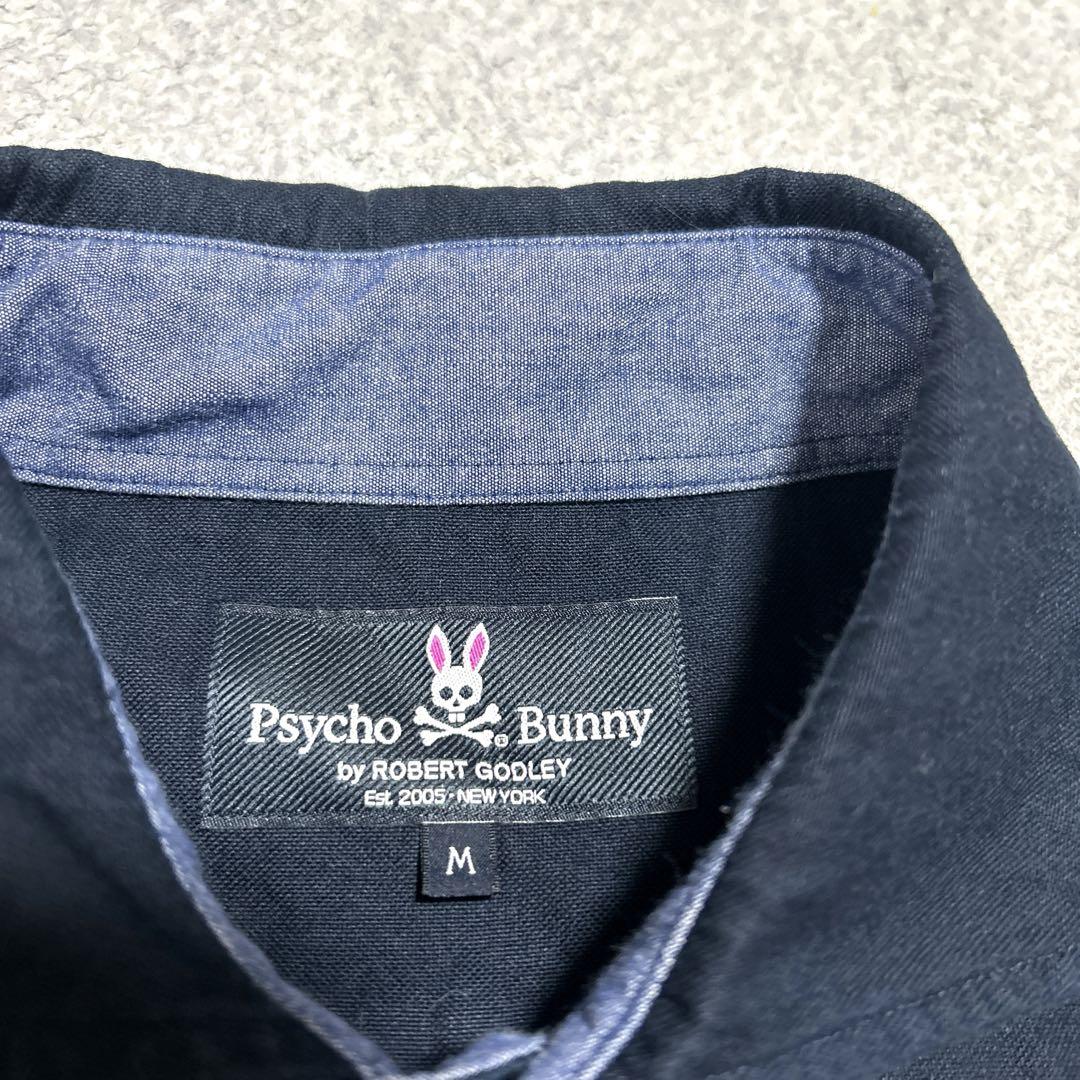 Psycho Bunny
by ROBERT GODLEY
Est. 2005 - NEW YORK
M